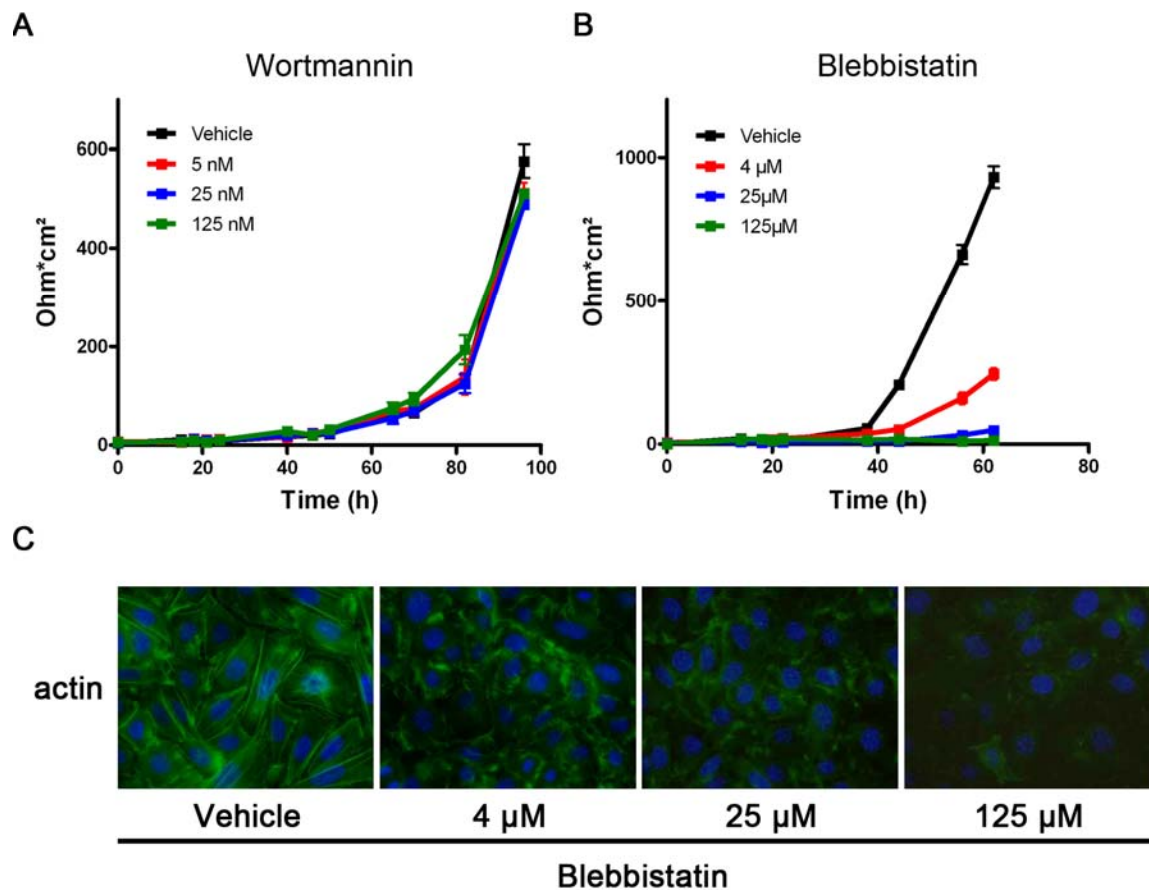 A
Wortmannin
Vehicle
5 nM
25 nM
125 nM
600
400
200
0
Ohm*cm²
0 20 40 60 80 100
Time (h)
B
Blebbistatin
Vehicle
4 µM
25µM
125µM
1000
500
0
Ohm*cm²
0 20 40 60 80
Time (h)
C
actin
Vehicle 4 µM 25 µM 125 µM
Blebbistatin